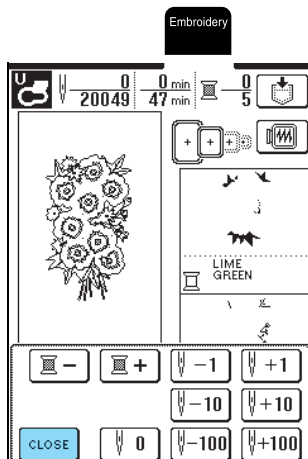 Embroidery
U
0 0 min 0
20049 47 min 5
LIME
GREEN
− + −1 +1
−10 +10
CLOSE 0 −100 +100